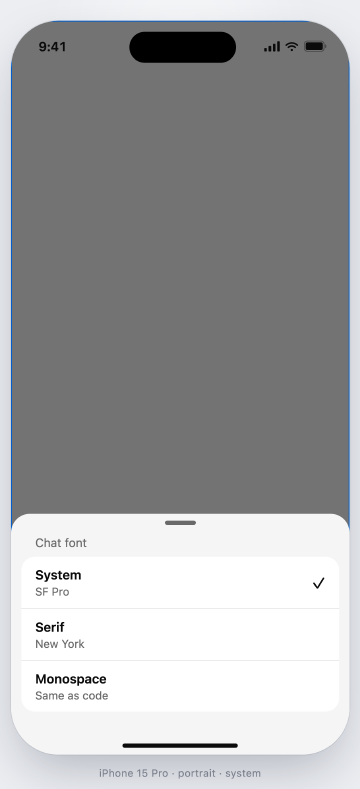 9:41
Chat font
System
SF Pro
Serif
New York
Monospace
Same as code
iPhone 15 Pro · portrait · system